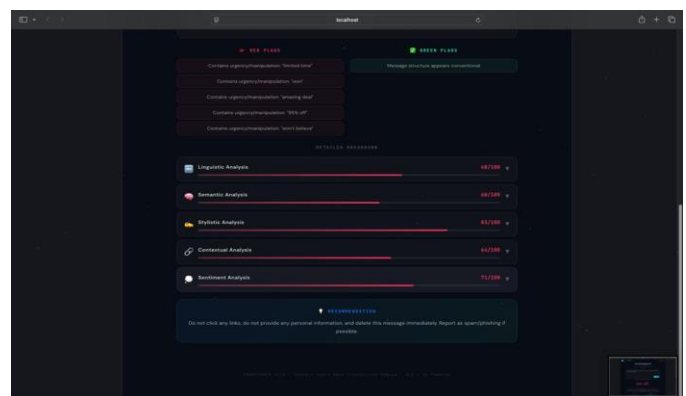 localhost
RED FLAGS
GREEN FLAGS
Contains urgency/manipulation: "limited time"
Message structure appears conventional
Contains urgency/manipulation: "win"
Contains urgency/manipulation: "amazing deal"
Contains urgency/manipulation: "95% off"
Contains urgency/manipulation: "won't believe"
DETAILED BREAKDOWN
Linguistic Analysis
68/100
Semantic Analysis
60/100
Stylistic Analysis
83/100
Contextual Analysis
64/100
Sentiment Analysis
71/100
RECOMMENDATION
Do not click any links, do not provide any personal information, and delete this message immediately. Report as spam/phishing if
possible.